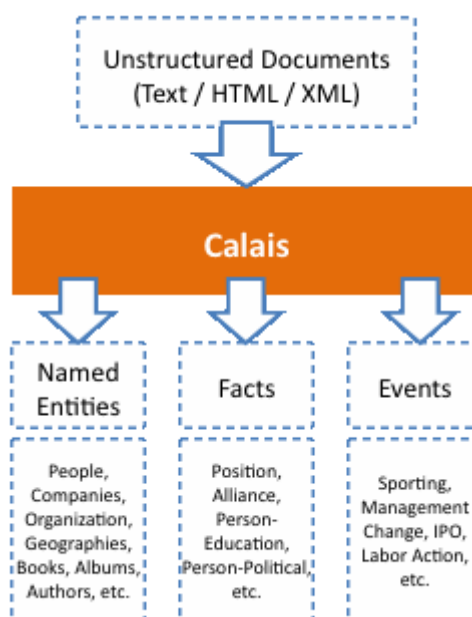 Unstructured Documents
(Text / HTML / XML)
Calais
Named
Entities
Facts
Events
People,
Companies,
Organization,
Geographies,
Books, Albums,
Authors, etc.
Position,
Alliance,
Person-
Education,
Person-Political,
etc.
Sporting,
Management
Change, IPO,
Labor Action,
etc.